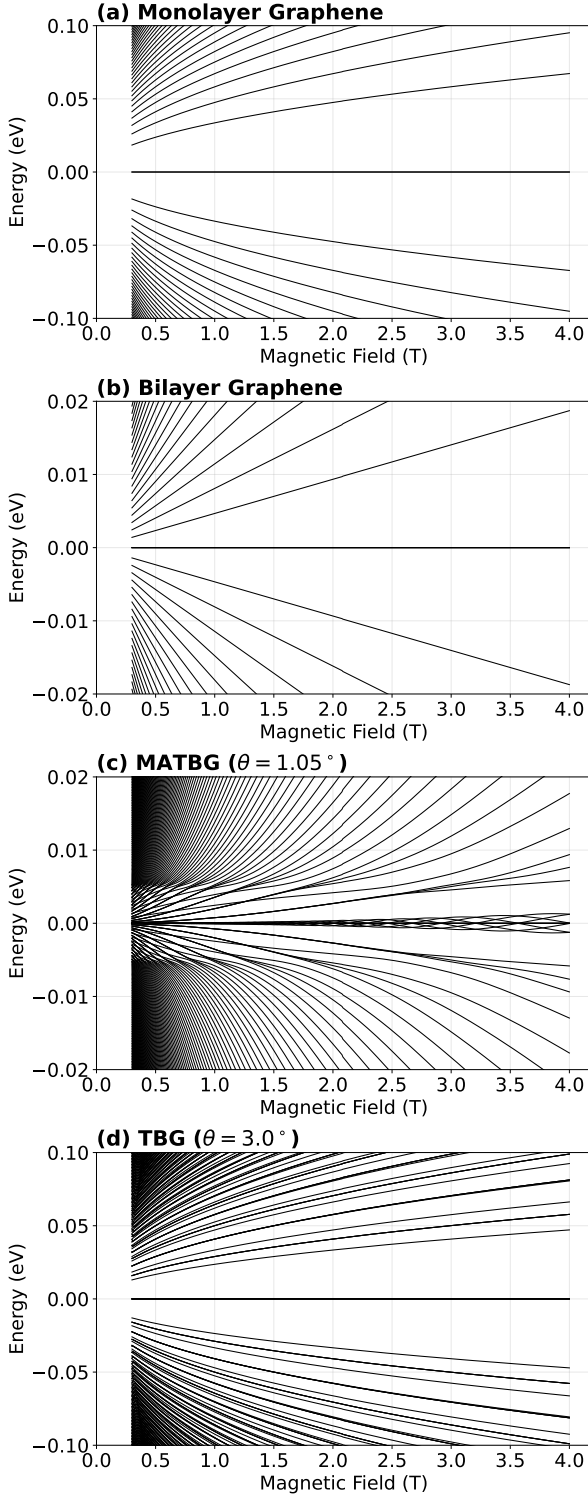 (a) Monolayer Graphene
0.10
0.05
0.00
−0.05
−0.10
Energy (eV)
0.0 0.5 1.0 1.5 2.0 2.5 3.0 3.5 4.0
Magnetic Field (T)
(b) Bilayer Graphene
0.02
0.01
0.00
−0.01
−0.02
Energy (eV)
0.0 0.5 1.0 1.5 2.0 2.5 3.0 3.5 4.0
Magnetic Field (T)
(c) MATBG (θ = 1.05°)
0.02
0.01
0.00
−0.01
−0.02
Energy (eV)
0.0 0.5 1.0 1.5 2.0 2.5 3.0 3.5 4.0
Magnetic Field (T)
(d) TBG (θ = 3.0°)
0.10
0.05
0.00
−0.05
−0.10
Energy (eV)
0.0 0.5 1.0 1.5 2.0 2.5 3.0 3.5 4.0
Magnetic Field (T)